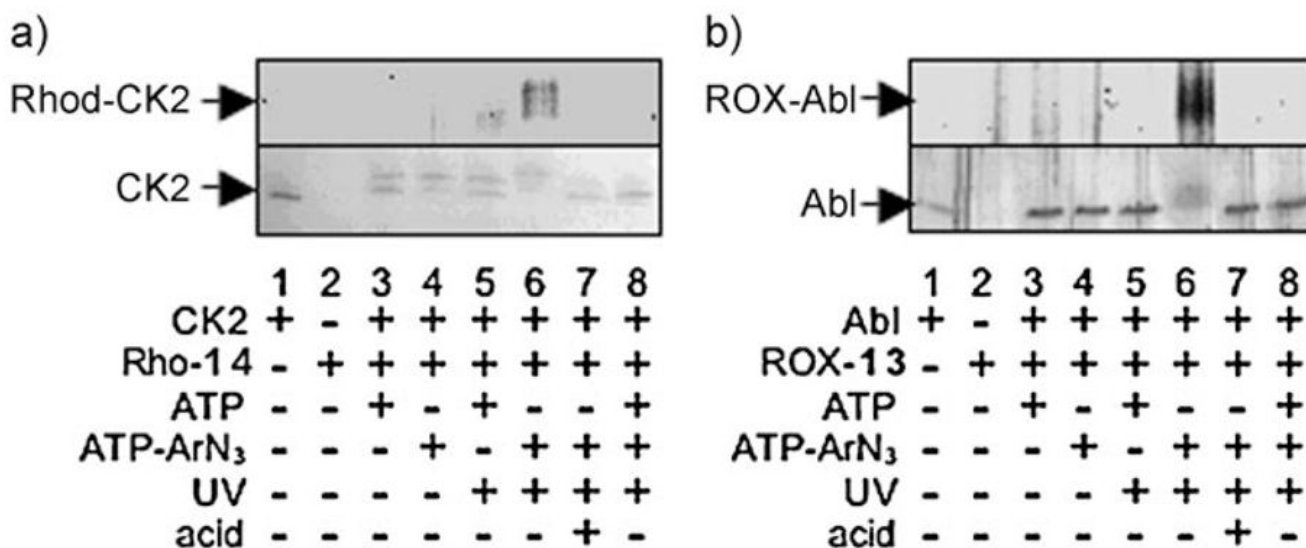 a)
Rhod-CK2
CK2
1 2 3 4 5 6 7 8
CK2 + - + + + + + +
Rho-14 - + + + + + + +
ATP - - + - + - - +
ATP-ArN₃ - - - + - + + +
UV - - - - + + + +
acid - - - - - - + -
b)
ROX-Abl
Abl
1 2 3 4 5 6 7 8
Abl + - + + + + + +
ROX-13 - + + + + + + +
ATP - - + - + - - +
ATP-ArN₃ - - - + - + + +
UV - - - - + + + +
acid - - - - - - + -